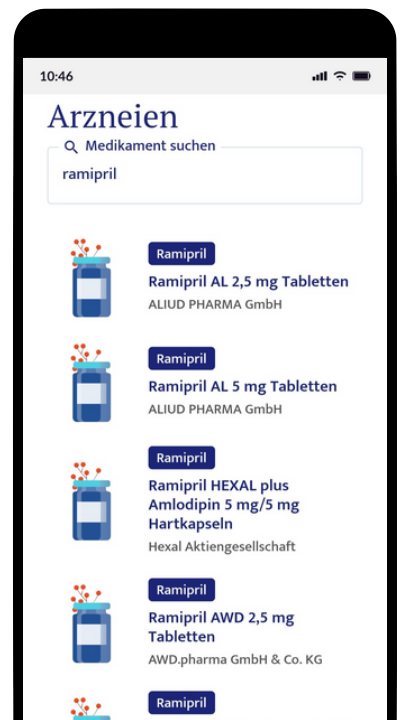 10:46
Arzneien
Medikament suchen
ramipril
Ramipril
Ramipril AL 2,5 mg Tabletten
ALIUD PHARMA GmbH
Ramipril
Ramipril AL 5 mg Tabletten
ALIUD PHARMA GmbH
Ramipril
Ramipril HEXAL plus
Amlodipin 5 mg/5 mg
Hartkapseln
Hexal Aktiengesellschaft
Ramipril
Ramipril AWD 2,5 mg
Tabletten
AWD.pharma GmbH & Co. KG
Ramipril